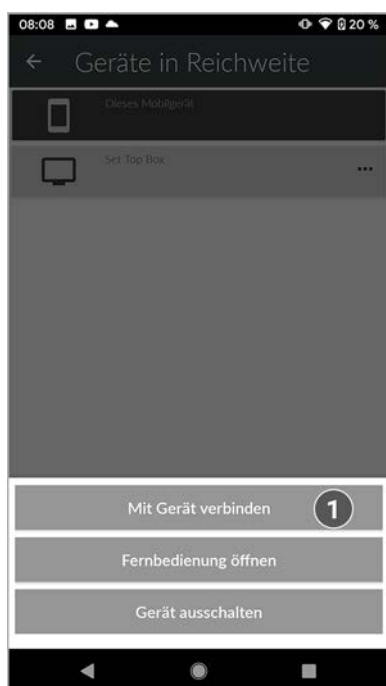 08:08 20 %
Geräte in Reichweite
Dieses Mobilgerät
Set Top Box
Mit Gerät verbinden 1
Fernbedienung öffnen
Gerät ausschalten